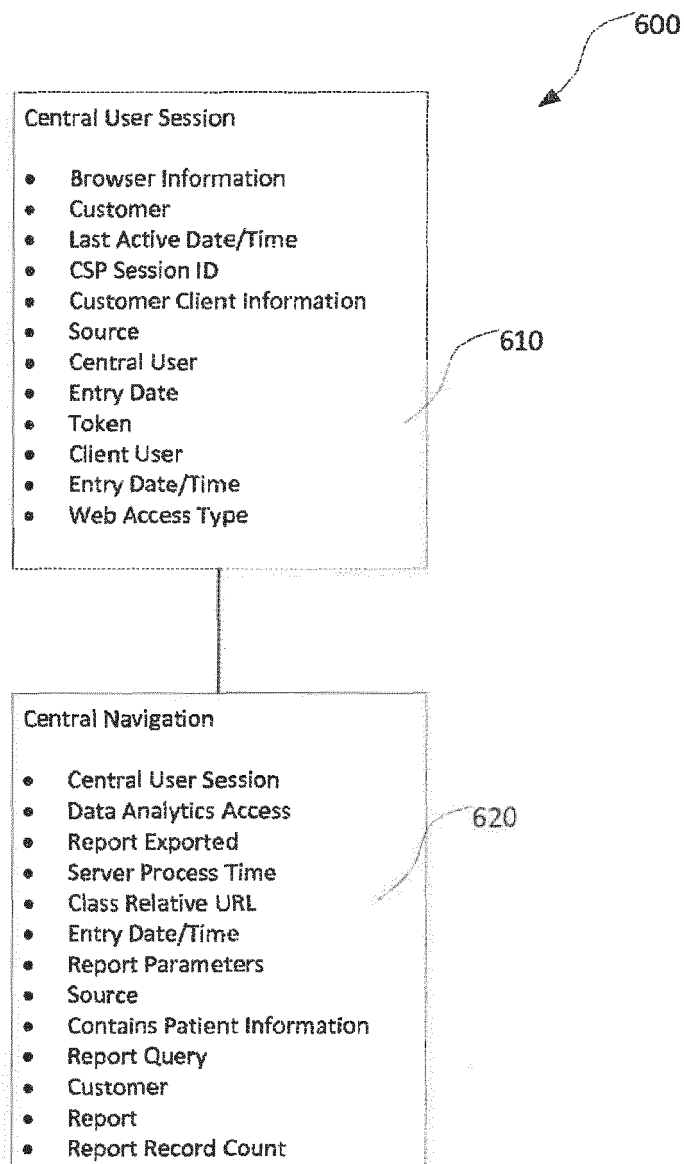 600
Central User Session
• Browser Information
• Customer
• Last Active Date/Time
• CSP Session ID
• Customer Client Information
• Source
• Central User
• Entry Date
• Token
• Client User
• Entry Date/Time
• Web Access Type
610
Central Navigation
• Central User Session
• Data Analytics Access
• Report Exported
• Server Process Time
• Class Relative URL
• Entry Date/Time
• Report Parameters
• Source
• Contains Patient Information
• Report Query
• Customer
• Report
• Report Record Count
620